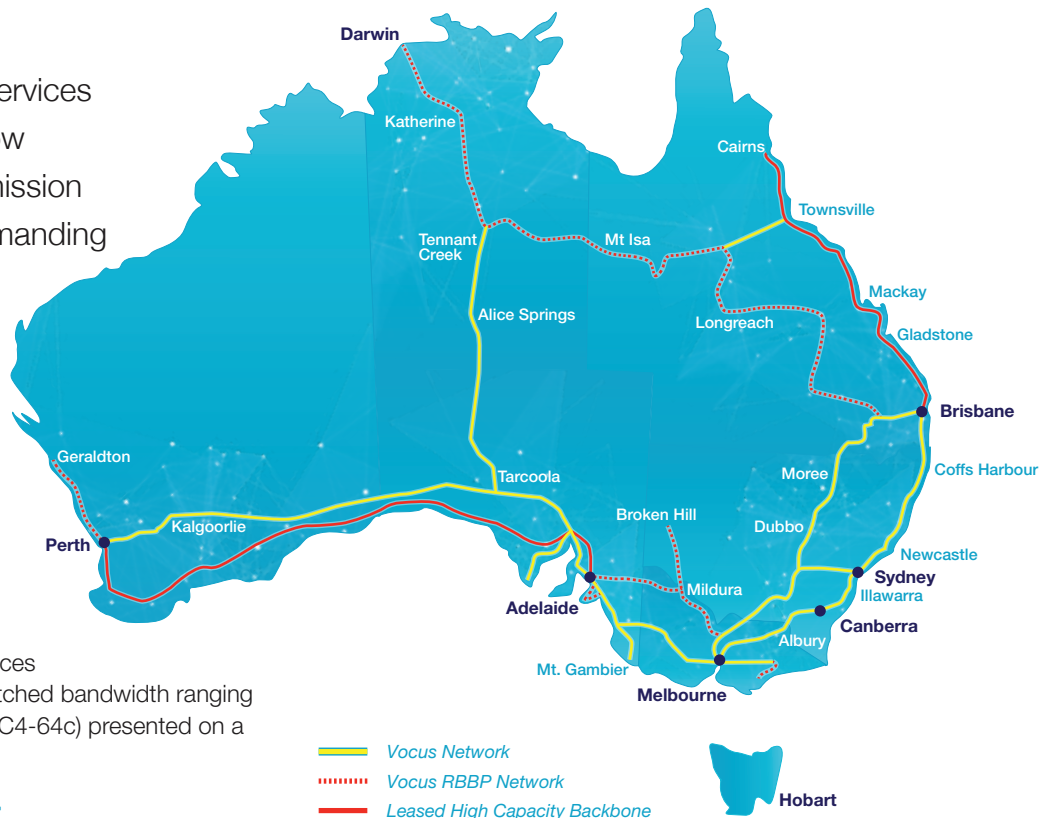 ervices
ow
nission
manding
Darwin
Katherine
Cairns
Townsville
Tennant
Creek
Mt Isa
Mackay
Alice Springs
Longreach
Gladstone
Brisbane
Geraldton
Tarcoola
Moree
Coffs Harbour
Kalgoorlie
Broken Hill
Dubbo
Perth
Newcastle
Sydney
Adelaide
Mildura
Illawarra
Canberra
Albury
Mt. Gambier
Melbourne
ces
tched bandwidth ranging
C4-64c) presented on a
Vocus Network
Vocus RBBP Network
Leased High Capacity Backbone
Hobart